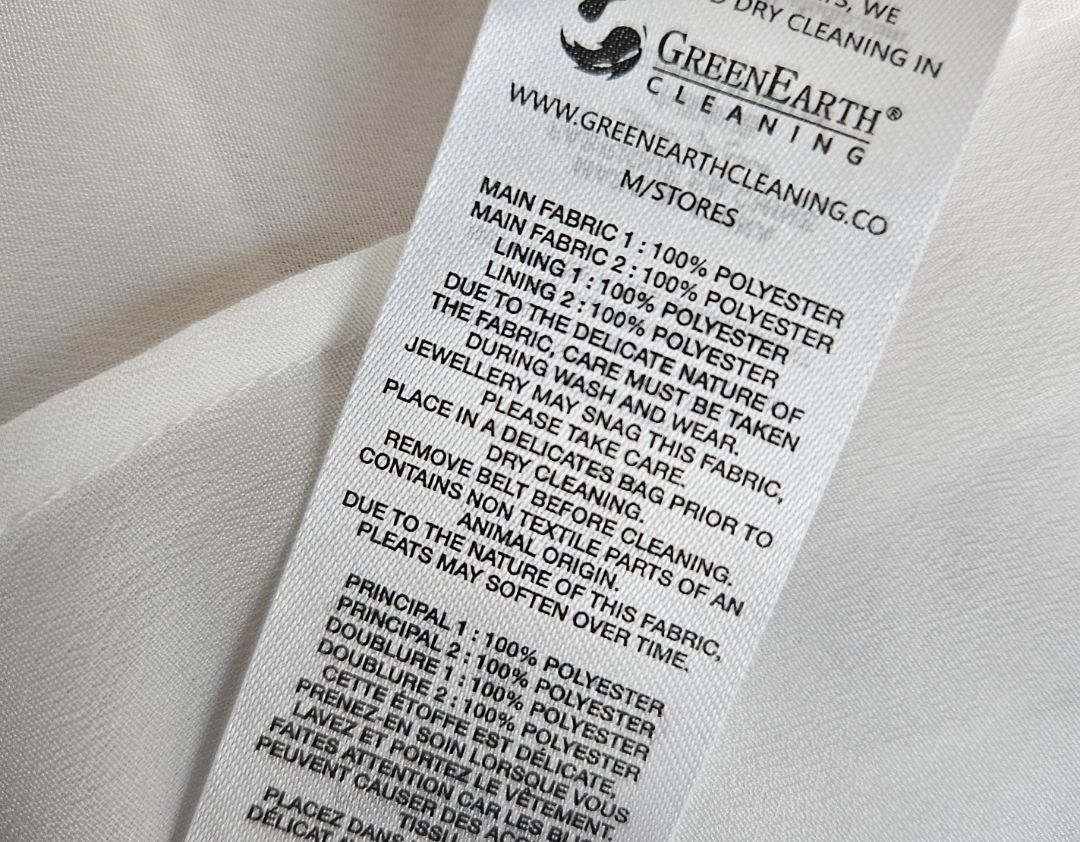 , WE
DRY CLEANING IN
GREENEARTH®
CLEANING
WWW.GREENEARTHCLEANING.CO
M/STORES
MAIN FABRIC 1 : 100% POLYESTER
MAIN FABRIC 2 : 100% POLYESTER
LINING 1 : 100% POLYESTER
LINING 2 : 100% POLYESTER
DUE TO THE DELICATE NATURE OF
THE FABRIC, CARE MUST BE TAKEN
DURING WASH AND WEAR.
JEWELLERY MAY SNAG THIS FABRIC,
PLEASE TAKE CARE.
PLACE IN A DELICATES BAG PRIOR TO
DRY CLEANING.
REMOVE BELT BEFORE CLEANING.
CONTAINS NON TEXTILE PARTS OF AN
ANIMAL ORIGIN.
DUE TO THE NATURE OF THIS FABRIC,
PLEATS MAY SOFTEN OVER TIME.
PRINCIPAL 1 : 100% POLYESTER
PRINCIPAL 2 : 100% POLYESTER
DOUBLURE 1 : 100% POLYESTER
DOUBLURE 2 : 100% POLYESTER
CETTE ÉTOFFE EST DÉLICATE,
PRENEZ-EN SOIN LORSQUE VOUS
LAVEZ ET PORTEZ LE VÊTEMENT.
FAITES ATTENTION CAR LES
PEUVENT CAUSER DES
TISSU
PLACEZ DANS
DÉLICAT